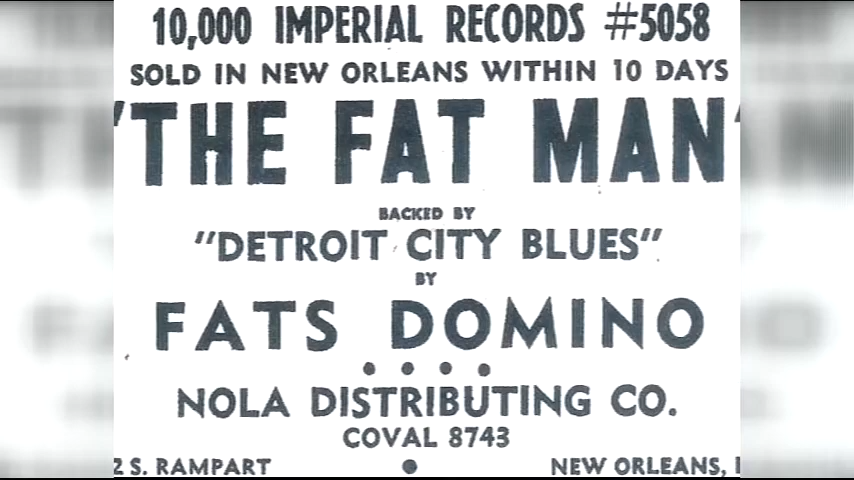 10,000 IMPERIAL RECORDS #5058
SOLD IN NEW ORLEANS WITHIN 10 DAYS
"THE FAT MAN"
BACKED BY
"DETROIT CITY BLUES"
BY
FATS DOMINO
NOLA DISTRIBUTING CO.
COVAL 8743
2 S. RAMPART • NEW ORLEANS,